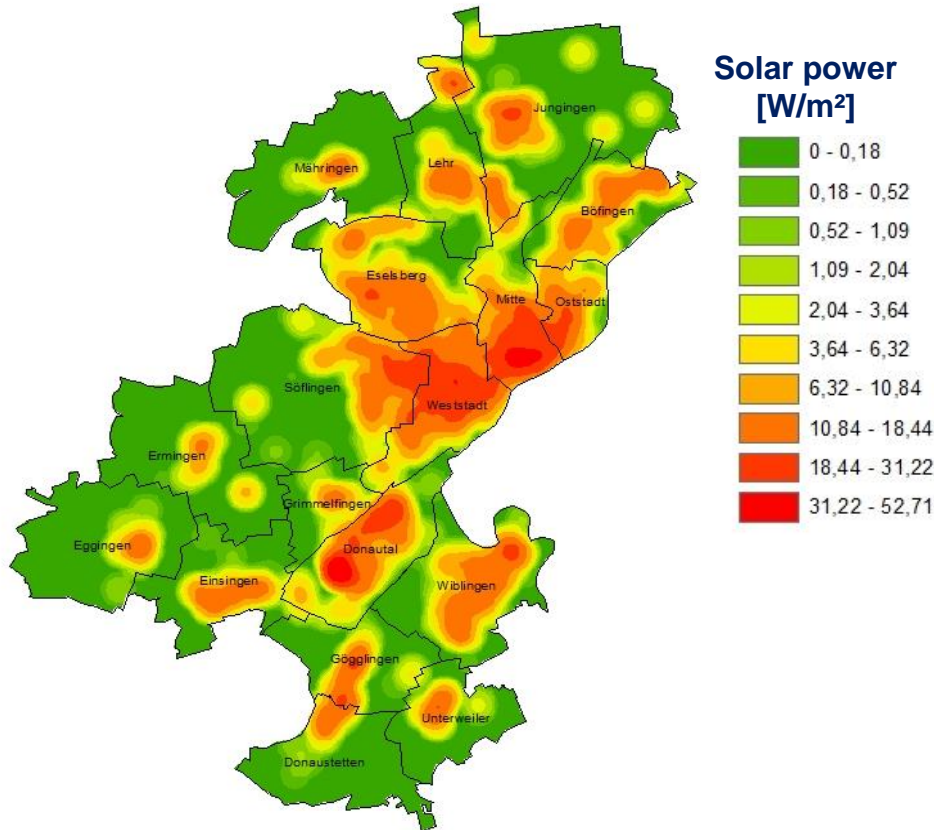 Solar power
[W/m²]
0 - 0,18
0,18 - 0,52
0,52 - 1,09
1,09 - 2,04
2,04 - 3,64
3,64 - 6,32
6,32 - 10,84
10,84 - 18,44
18,44 - 31,22
31,22 - 52,71
Jungingen
Mähringen
Lehr
Böfingen
Eselsberg
Mitte
Oststadt
Söflingen
Weststadt
Ermingen
Grimmelfingen
Eggingen
Donautal
Einsingen
Wiblingen
Gögglingen
Unterweiler
Donaustetten